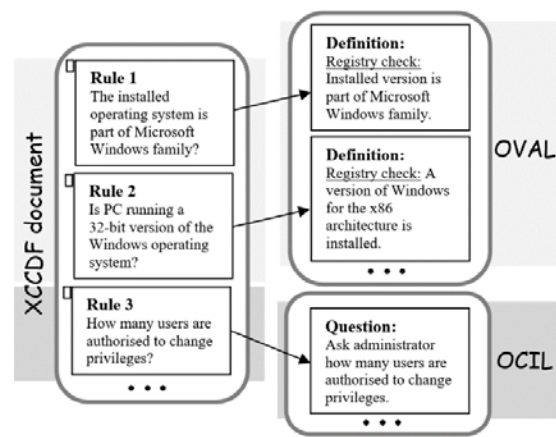 XCCDF document
Rule 1
The installed
operating system is
part of Microsoft
Windows family?
Rule 2
Is PC running a
32-bit version of the
Windows operating
system?
Rule 3
How many users are
authorised to change
privileges?
• • •
Definition:
Registry check:
Installed version is
part of Microsoft
Windows family.
Definition:
Registry check: A
version of Windows
for the x86
architecture is
installed.
• • •
OVAL
Question:
Ask administrator
how many users are
authorised to change
privileges.
• • •
OCIL